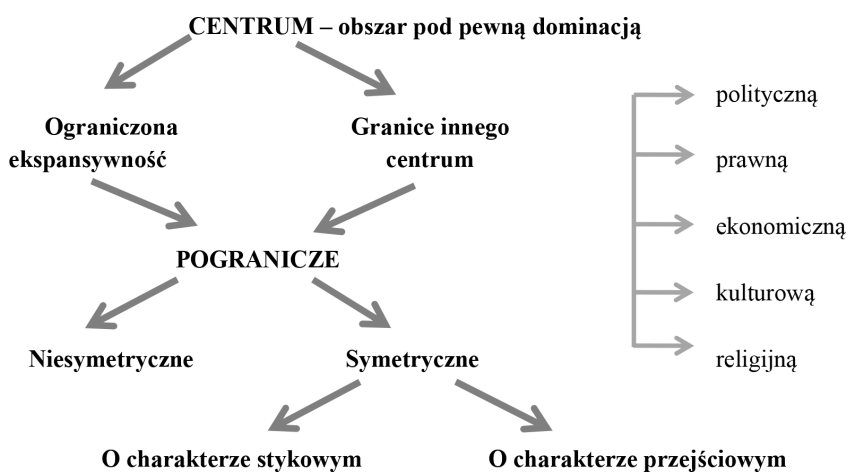 CENTRUM – obszar pod pewną dominacją
Ograniczona
ekspansywność
Granice innego
centrum
POGRANICZE
Niesymetryczne
Symetryczne
O charakterze stykowym
O charakterze przejściowym
polityczną
prawną
ekonomiczną
kulturową
religijną